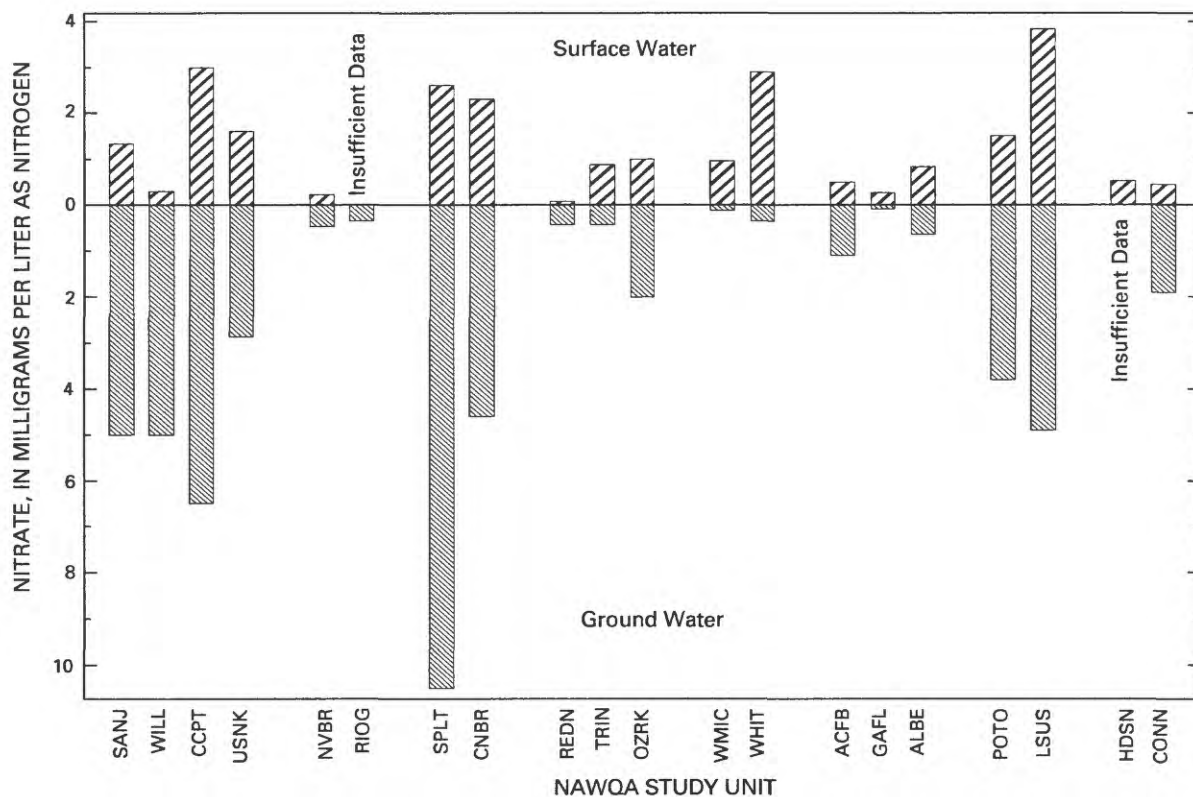 4
2
0
2
4
6
8
10
NITRATE, IN MILLIGRAMS PER LITER AS NITROGEN
Surface Water
Insufficient Data
Ground Water
Insufficient Data
SANJ
WILL
CCPT
USNK
NVBR
RIOG
SPLT
CNBR
REDN
TRIN
OZRK
WMIC
WHIT
ACFB
GAFL
ALBE
POTO
LSUS
HDSN
CONN
NAWQA STUDY UNIT